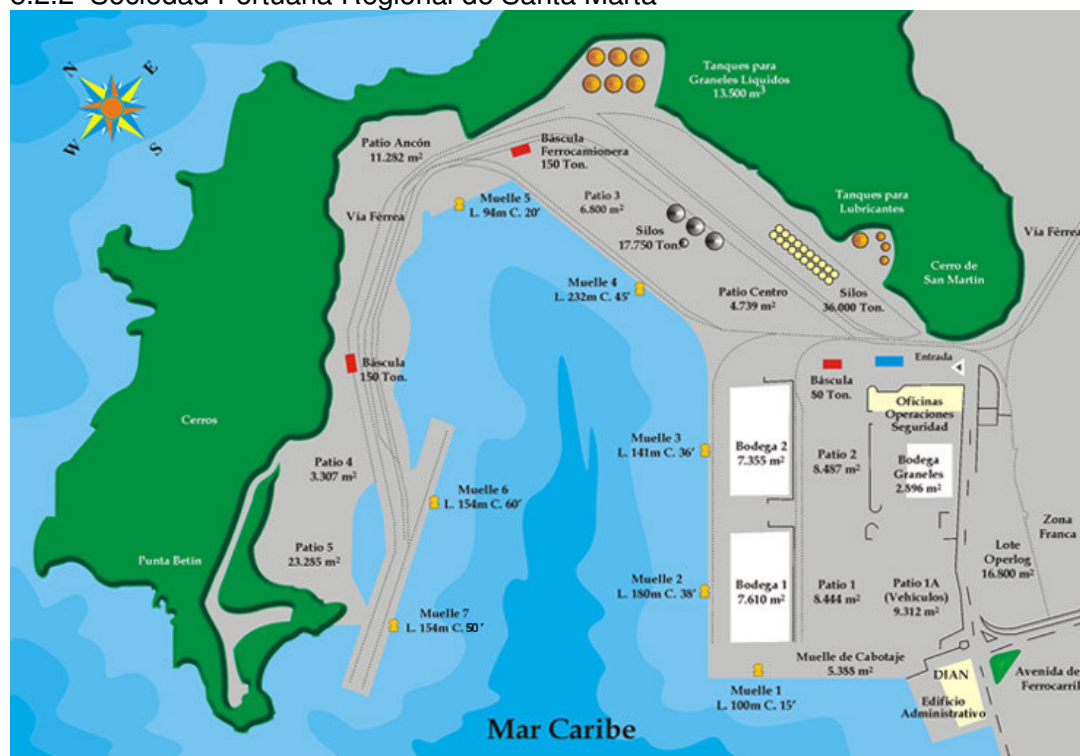 5.2.2 Sociedad Portuaria Regional de Santa Marta
N
E
W
S
Tanques para
Graneles Líquidos
13.500 m³
Patio Ancón
11.282 m²
Báscula
Ferrocamionera
150 Ton.
Muelle 5
L. 94m C. 20'
Vía Férrea
Patio 3
6.800 m²
Silos
17.750 Ton.
Tanques para
Lubricantes
Vía Férrea
Cerro de
San Martín
Muelle 4
L. 232m C. 45'
Patio Centro
4.739 m²
Silos
36.000 Ton.
Báscula
150 Ton.
Entrada
Báscula
80 Ton.
Oficinas
Operaciones
Seguridad
Cerros
Muelle 3
L. 141m C. 36'
Bodega 2
7.355 m²
Patio 2
8.487 m²
Bodega
Graneles
2.896 m²
Patio 4
3.307 m²
Muelle 6
L. 154m C. 60'
Zona
Franca
Patio 5
23.285 m²
Punta Betín
Lote
Operlog
16.800 m²
Muelle 2
L. 180m C. 38'
Bodega 1
7.610 m²
Patio 1
8.444 m²
Patio 1A
(Vehículos)
9.312 m²
Muelle 7
L. 154m C. 50'
Muelle de Cabotaje
5.388 m²
DIAN
Edificio
Administrativo
Avenida de
Ferrocarril
Muelle 1
L. 100m C. 15'
Mar Caribe